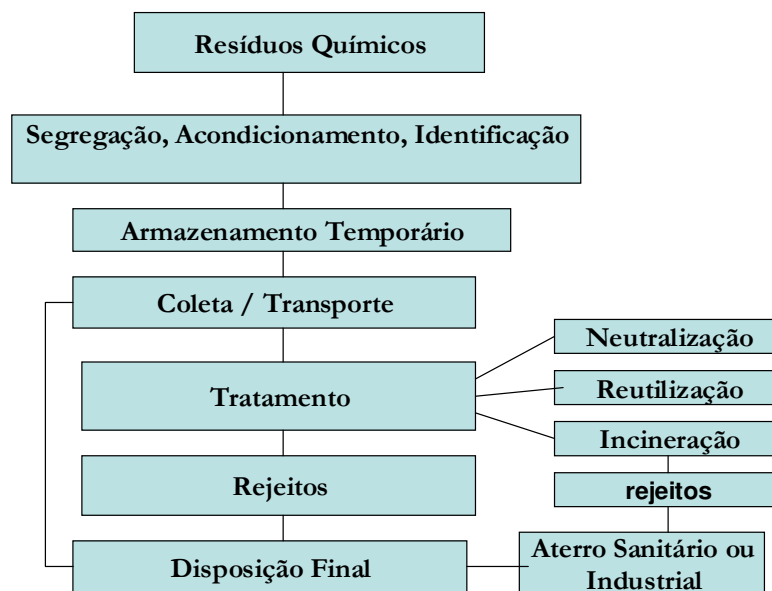 Resíduos Químicos
Segregação, Acondicionamento, Identificação
Armazenamento Temporário
Coleta / Transporte
Neutralização
Tratamento
Reutilização
Incineração
Rejeitos
rejeitos
Disposição Final
Aterro Sanitário ou
Industrial